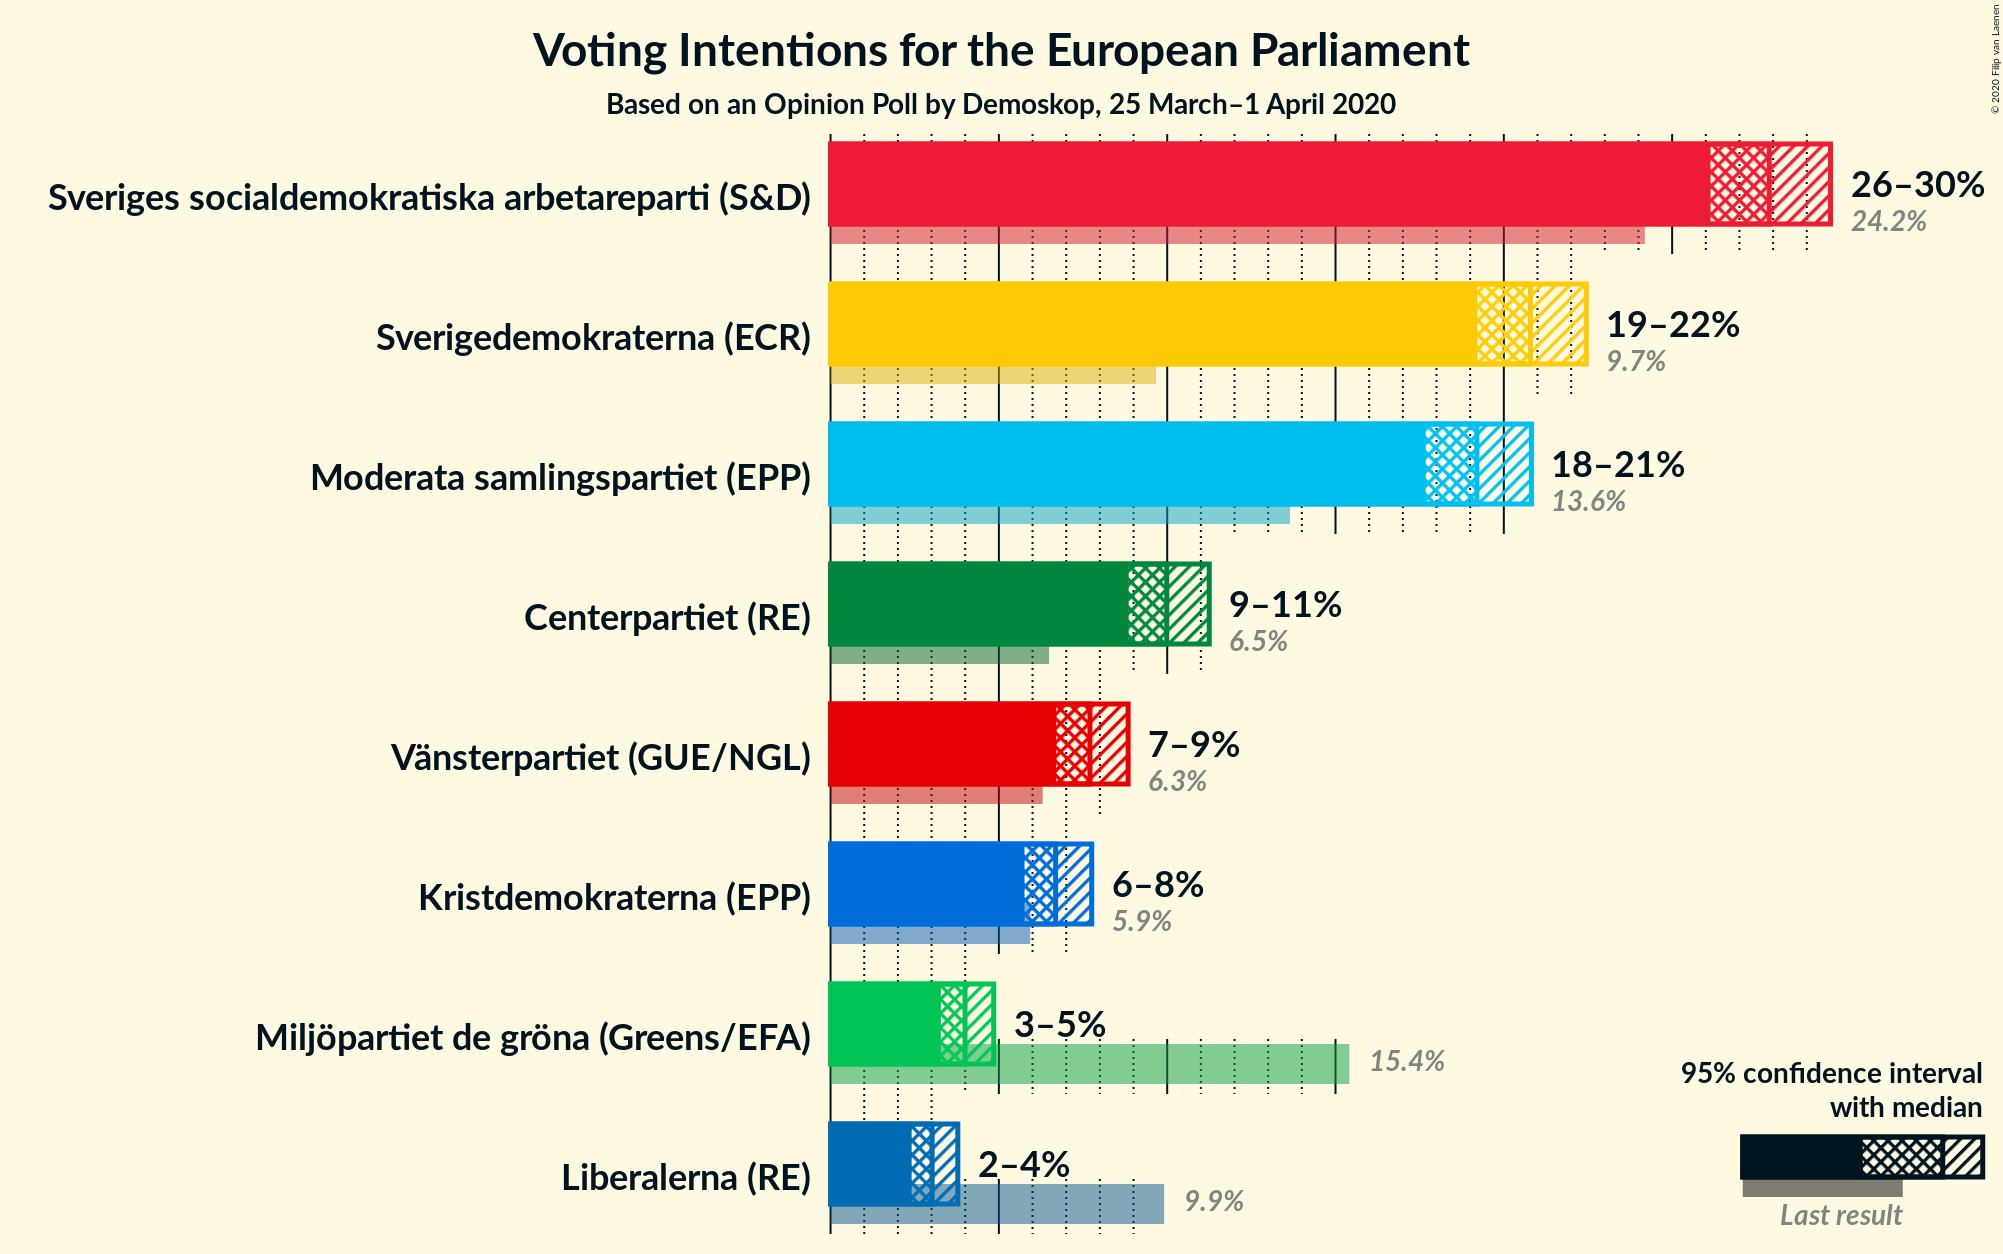 Voting Intentions for the European Parliament
Based on an Opinion Poll by Demoskop, 25 March–1 April 2020
© 2020 Filip van Laenen
Sveriges socialdemokratiska arbetareparti (S&D)
26–30%
24.2%
Sverigedemokraterna (ECR)
19–22%
9.7%
Moderata samlingspartiet (EPP)
18–21%
13.6%
Centerpartiet (RE)
9–11%
6.5%
Vänsterpartiet (GUE/NGL)
7–9%
6.3%
Kristdemokraterna (EPP)
6–8%
5.9%
Miljöpartiet de gröna (Greens/EFA)
3–5%
15.4%
Liberalerna (RE)
2–4%
9.9%
95% confidence interval
with median
Last result